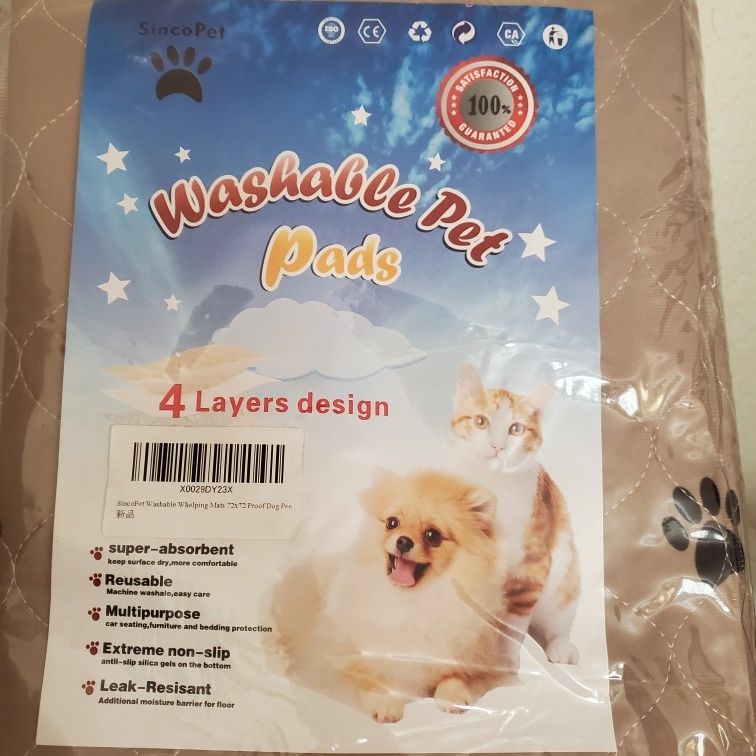 SincoPet
ISO
CE
CA
SATISFACTION
100%
GUARANTEED
Washable Pet
Pads
4 Layers design
X0029DY23X
SincoPet Washable Whelping Mats 72x72 Proof Dog Pee
新品
super-absorbent
keep surface dry,more comfortable
Reusable
Machine washale,easy care
Multipurpose
car seating,furniture and bedding protection
Extreme non-slip
anti-slip silica gels on the bottom
Leak-Resisant
Additional moisture barrier for floor